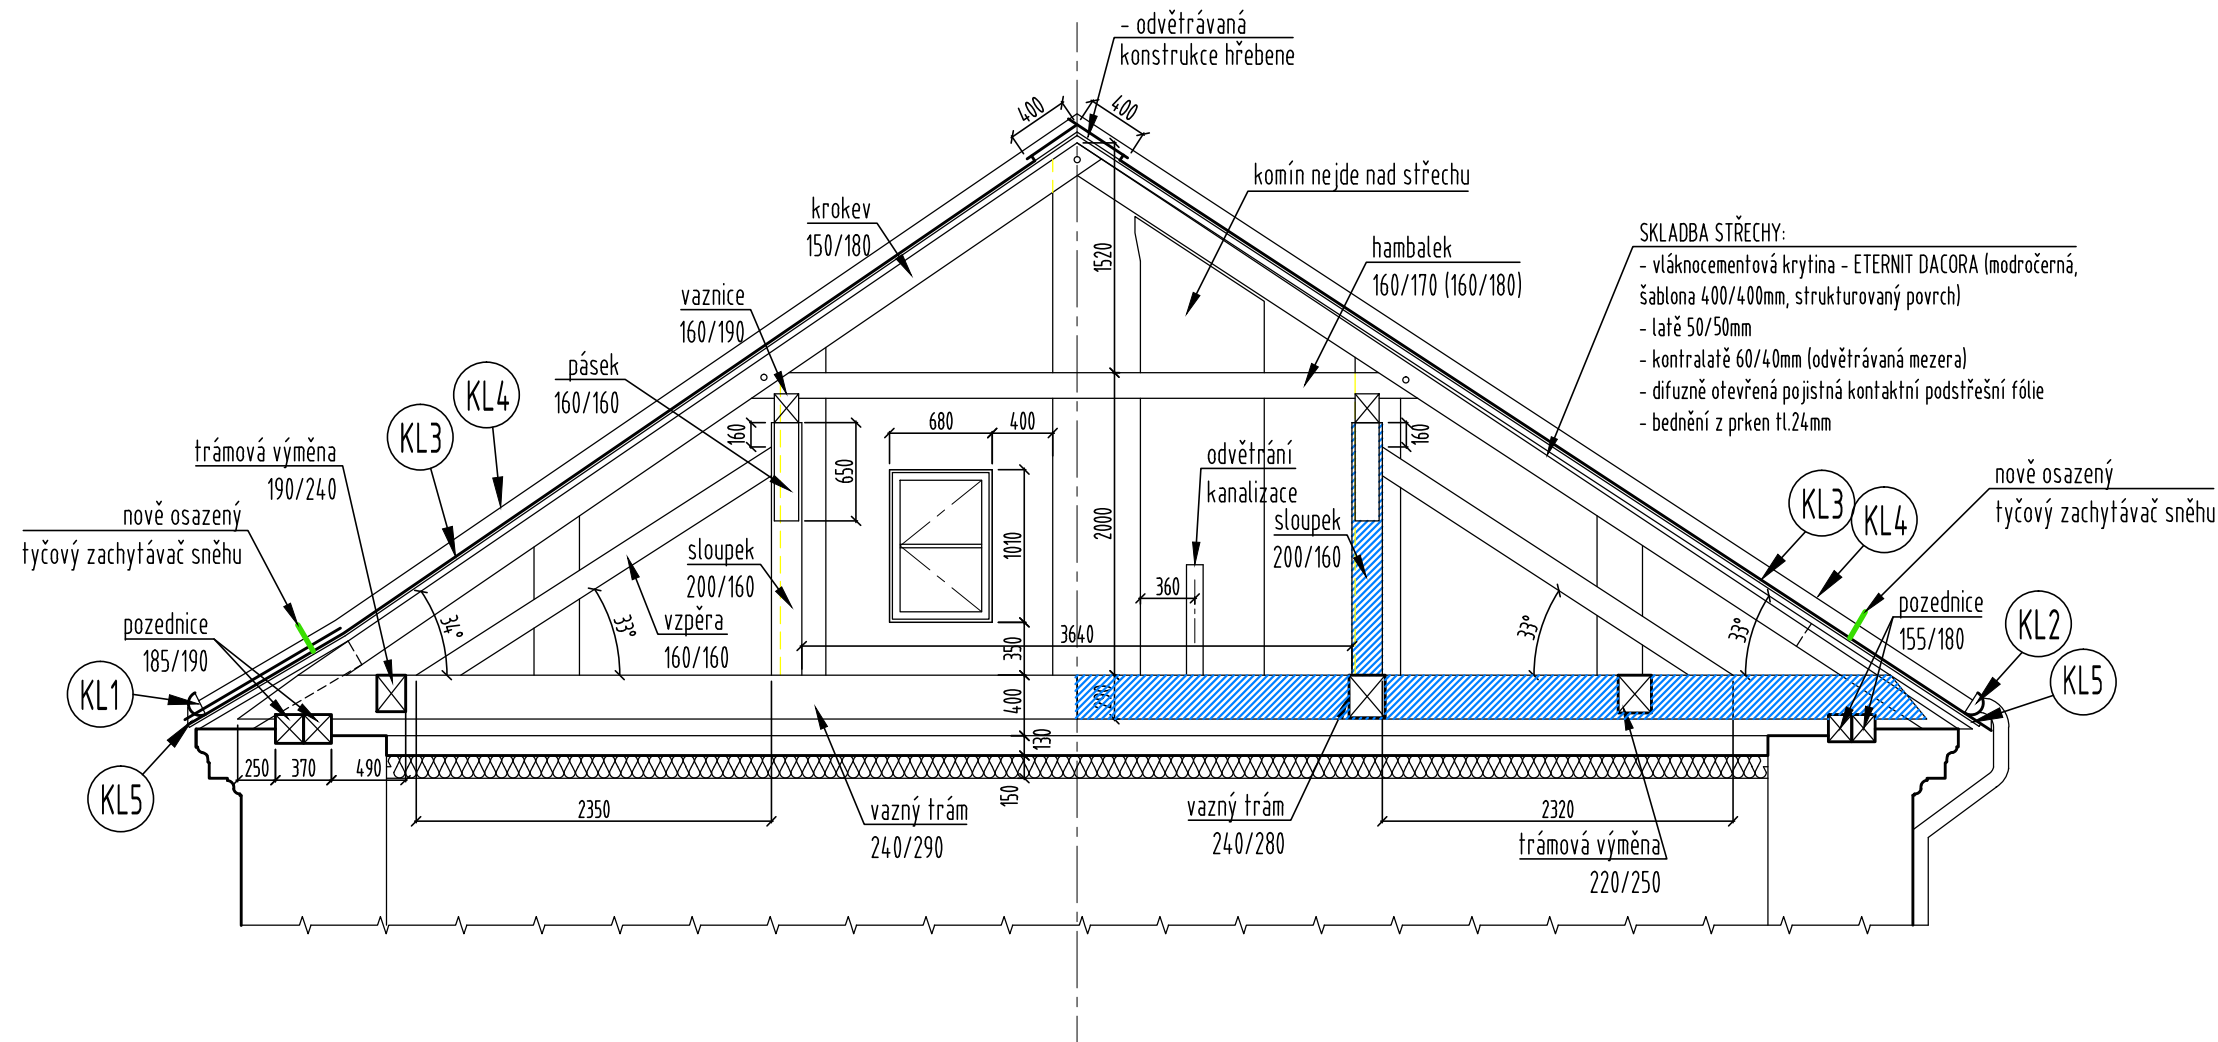 - odvětrávaná
konstrukce hřebene
400
400
komín nejde nad střechu
krokev
150/180
1520
hambalek
160/170 (160/180)
SKLADBA STŘECHY:
- vláknocementová krytina - ETERNIT DACORA (modročerná,
šablona 400/400mm, strukturovaný povrch)
- latě 50/50mm
- kontralatě 60/40mm (odvětrávaná mezera)
- difuzně otevřená pojistná kontaktní podstřešní fólie
- bednění z prken tl.24mm
vaznice
160/190
pásek
160/160
KL4
KL3
trámová výměna
190/240
nově osazený
tyčový zachytávač sněhu
160
650
680
400
160
odvětrání
kanalizace
sloupek
200/160
2000
1010
KL3
KL4
nově osazený
tyčový zachytávač sněhu
sloupek
200/160
360
pozednice
185/190
34°
33°
vzpěra
160/160
3640
350
33°
33°
pozednice
155/180
KL2
KL1
KL5
400
290
130
150
250
370
490
KL5
2350
vazný trám
240/290
vazný trám
240/280
2320
trámová výměna
220/250